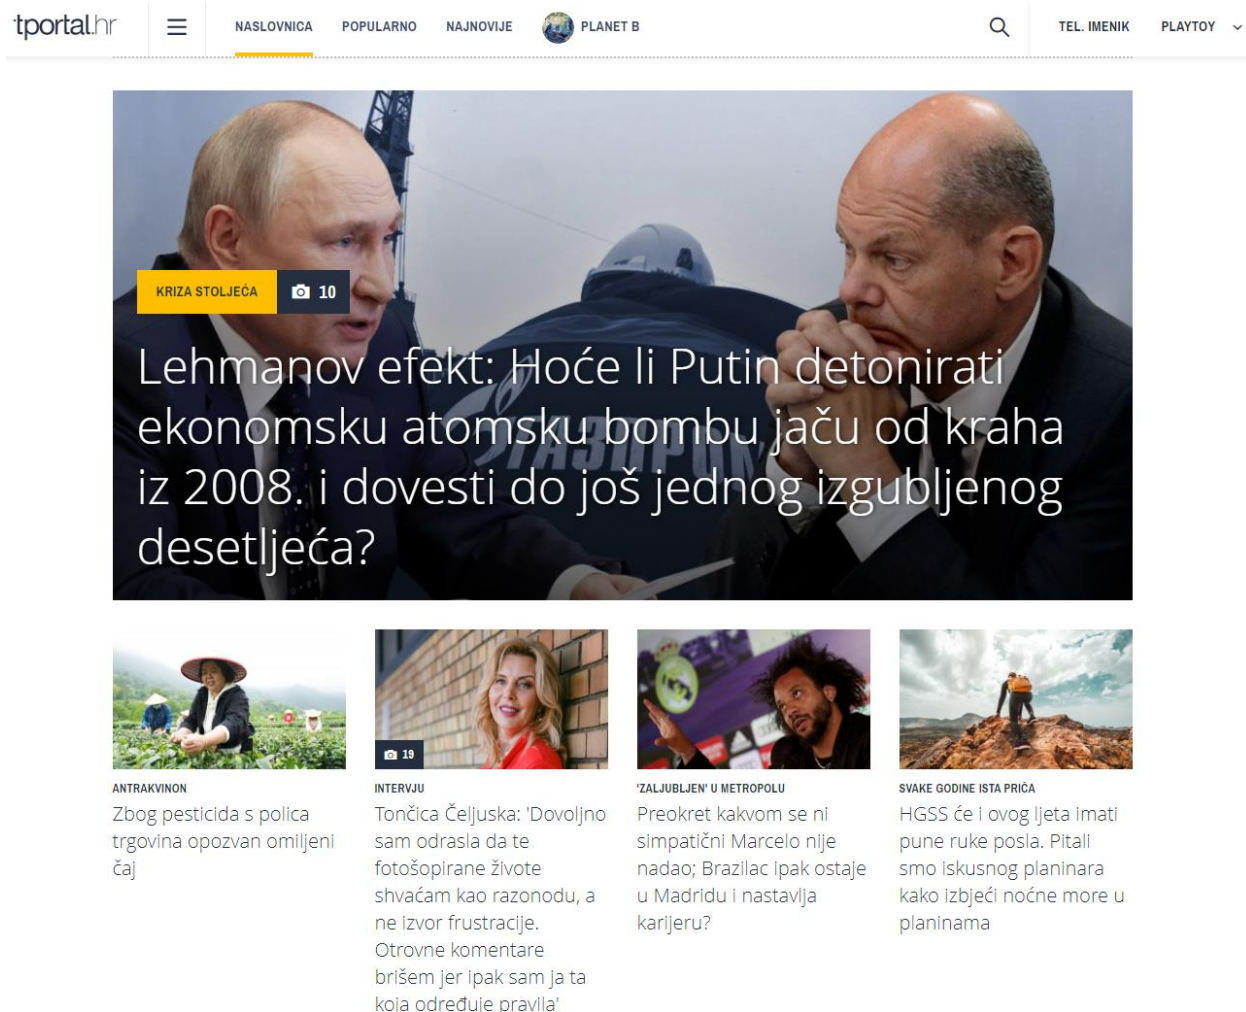 tportal.hr
NASLOVNICA
POPULARNO
NAJNOVIJE
PLANET B
TEL. IMENIK
PLAYTOY
KRIZA STOLJEĆA
10
Lehmanov efekt: Hoće li Putin detonirati
ekonomsku atomsku bombu jaču od kraha
iz 2008. i dovesti do još jednog izgubljenog
desetljeća?
ГАЗПРОМ
ANTRAKVINON
Zbog pesticida s polica
trgovina opozvan omiljeni
čaj
19
INTERVJU
Tončica Čeljuska: 'Dovoljno
sam odrasla da te
fotošopirane živote
shvaćam kao razonodu, a
ne izvor frustracije.
Otrovne komentare
brišem jer ipak sam ja ta
koja određuje pravila'
'ZALJUBLJEN' U METROPOLU
Preokret kakvom se ni
simpatični Marcelo nije
nadao; Brazilac ipak ostaje
u Madridu i nastavlja
karijeru?
SVAKE GODINE ISTA PRIČA
HGSS će i ovog ljeta imati
pune ruke posla. Pitali
smo iskusnog planinara
kako izbjeći noćne more u
planinama